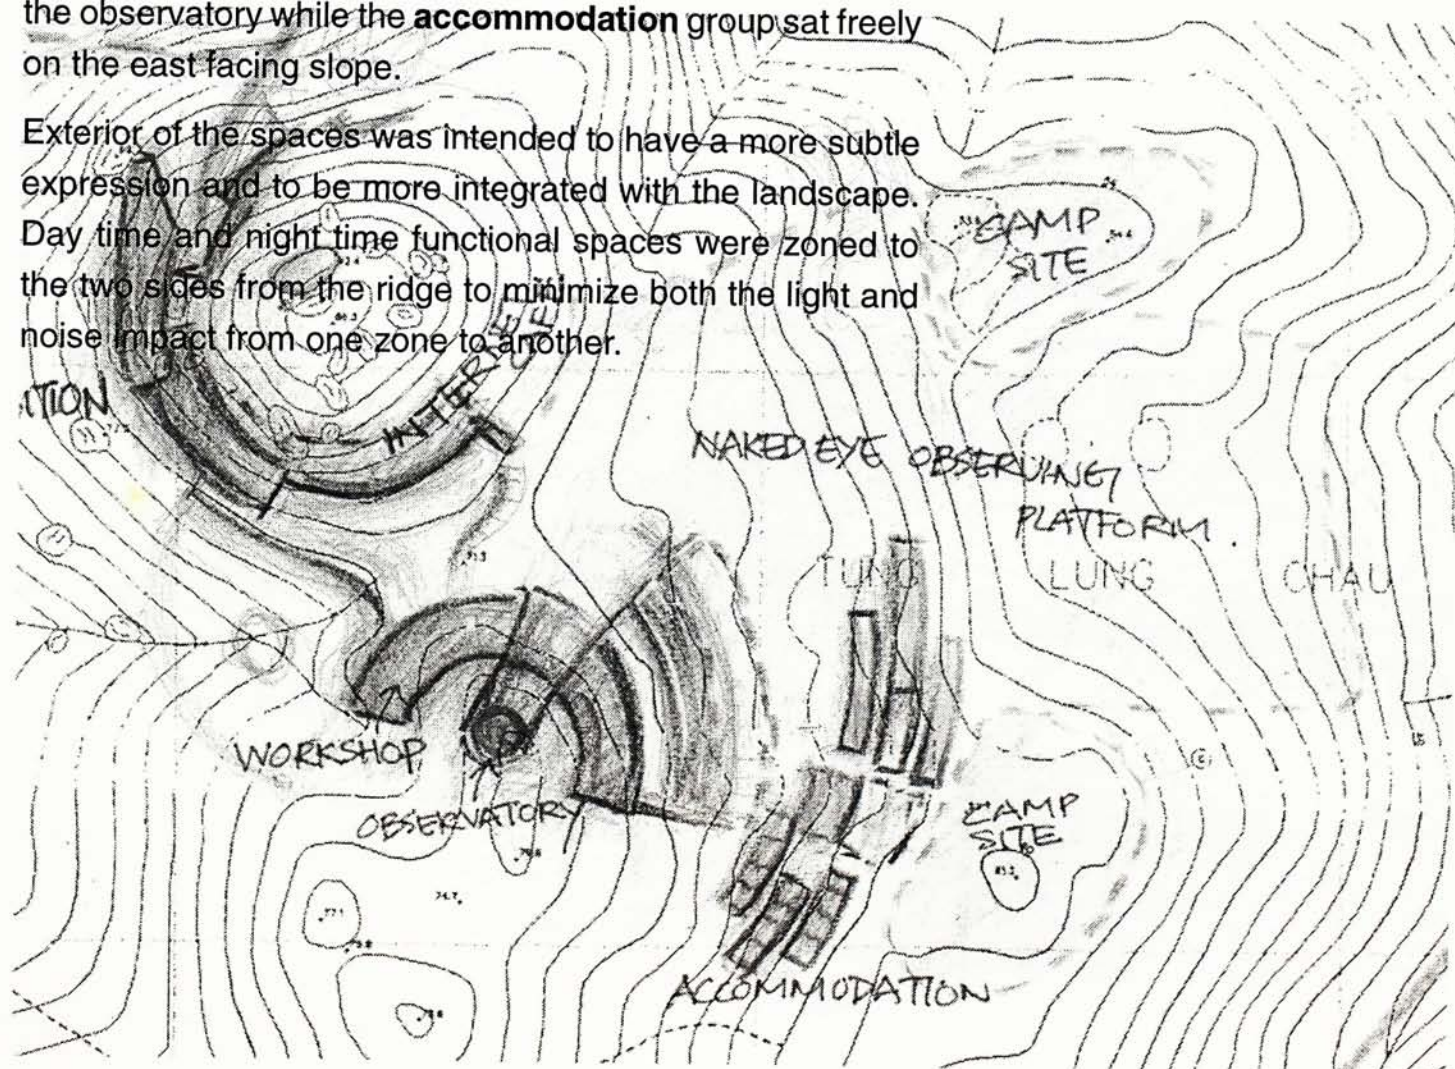 the observatory while the accommodation group sat freely
on the east facing slope.
Exterior of the spaces was intended to have a more subtle
expression and to be more integrated with the landscape.
Day time and night time functional spaces were zoned to
the two sides from the ridge to minimize both the light and
noise impact from one zone to another.
CAMP
SITE
ITION
NAKED EYE OBSERVING
PLATFORM.
TUNG LUNG CHAU
WORKSHOP
OBSERVATORY
CAMP
SITE
ACCOMMODATION